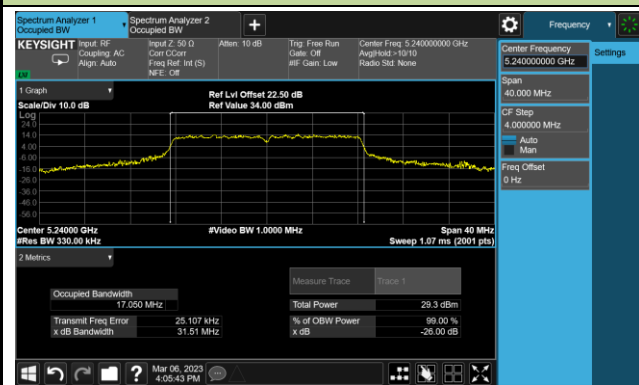 Spectrum Analyzer 1
Occupied BW
Spectrum Analyzer 2
Occupied BW
+
Frequency
KEYSIGHT
Input: RF
Coupling: AC
Align: Auto
Input Z: 50 Ω
Corr CCorr
Freq Ref: Int (S)
NFE: Off
Atten: 10 dB
Trig: Free Run
Gate: Off
#IF Gain: Low
Center Freq: 5.240000000 GHz
Avg|Hold:>10/10
Radio Std: None
Center Frequency
5.240000000 GHz
Settings
Span
40.000 MHz
CF Step
4.000000 MHz
Auto
Man
Freq Offset
0 Hz
1 Graph
Scale/Div 10.0 dB
Ref Lvl Offset 22.50 dB
Ref Value 34.00 dBm
Log
24.0
14.0
4.00
-6.00
-16.0
-26.0
-36.0
-46.0
-56.0
Center 5.24000 GHz
#Res BW 330.00 kHz
#Video BW 1.0000 MHz
Span 40 MHz
Sweep 1.07 ms (2001 pts)
2 Metrics
Measure Trace
Trace 1
Occupied Bandwidth
17.050 MHz
Total Power
29.3 dBm
Transmit Freq Error
25.107 kHz
% of OBW Power
99.00 %
x dB Bandwidth
31.51 MHz
x dB
-26.00 dB
?
Mar 06, 2023
4:05:43 PM